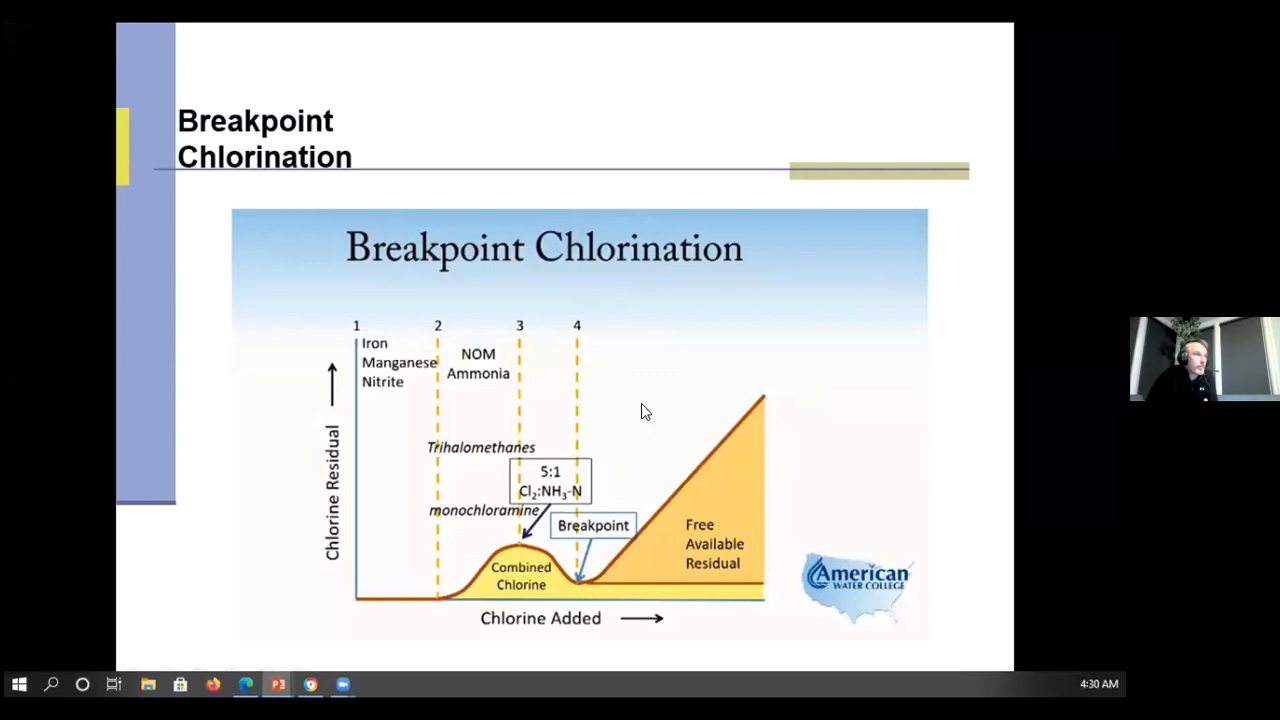 Breakpoint
Chlorination
Breakpoint Chlorination
1 2 3 4
Iron
Manganese
Nitrite
NOM
Ammonia
Chlorine Residual
Trihalomethanes
5:1
Cl₂:NH₃-N
monochloramine
Breakpoint
Combined
Chlorine
Free
Available
Residual
Chlorine Added
American
WATER COLLEGE
4:30 AM